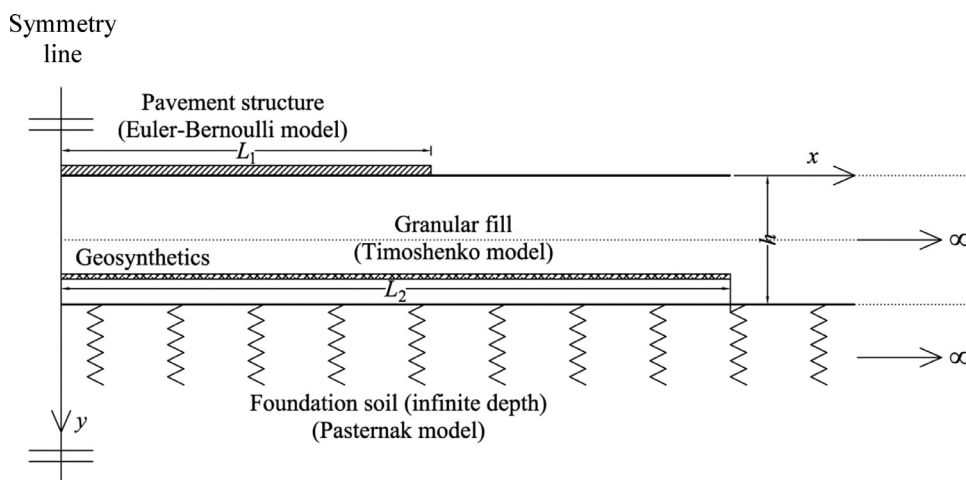 Symmetry
line
Pavement structure
(Euler-Bernoulli model)
L1
x
Granular fill
(Timoshenko model)
h
∞
Geosynthetics
L2
∞
Foundation soil (infinite depth)
(Pasternak model)
y